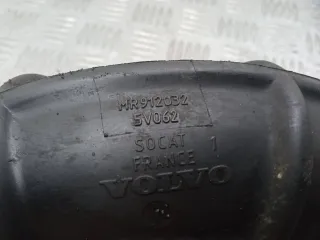 MR912032
5V062
SOCAT 1
FRANCE
VOLVO